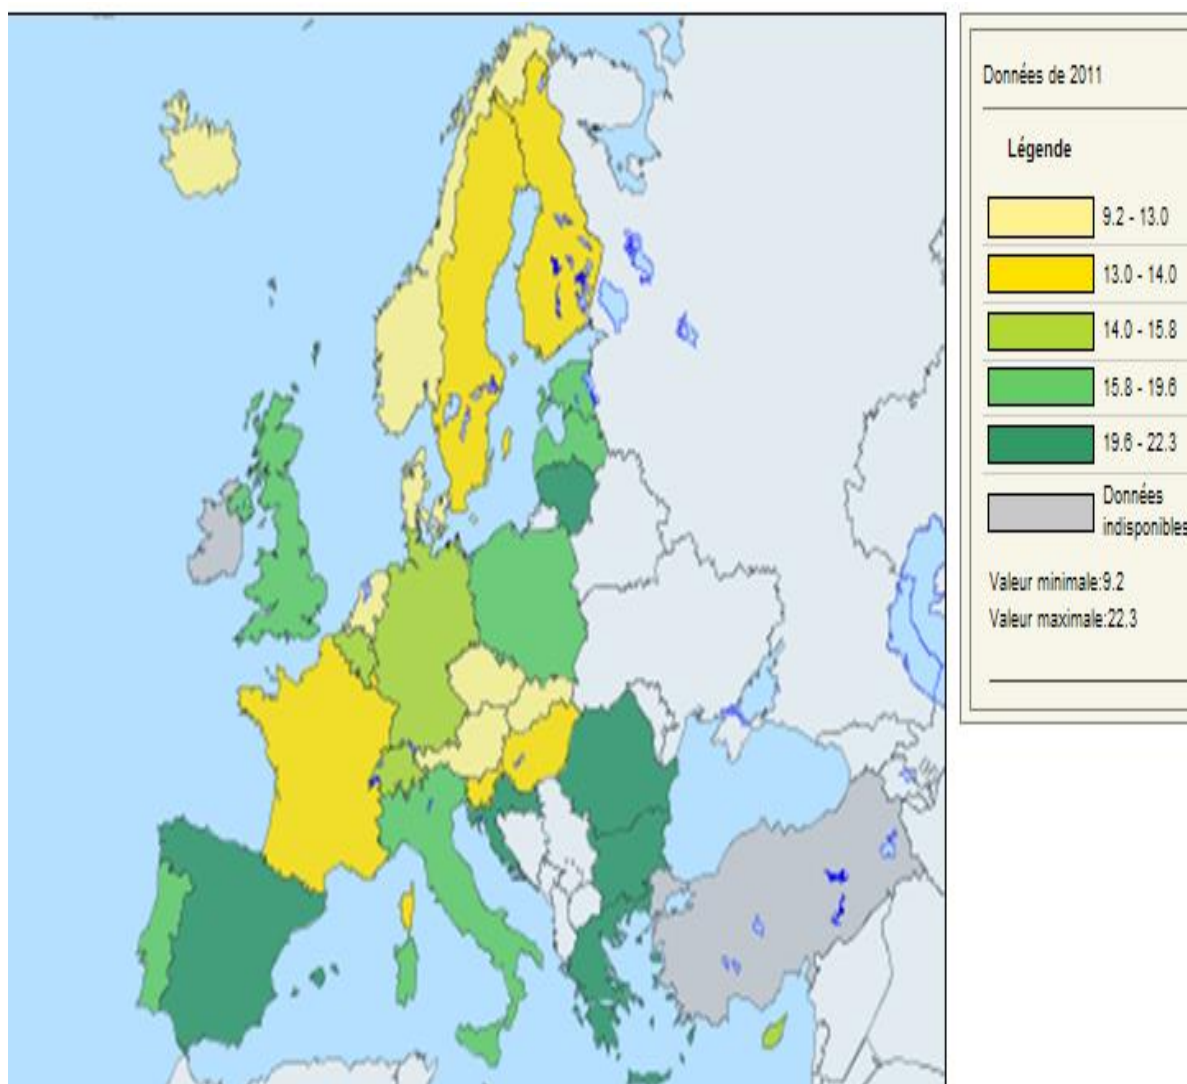 Données de 2011
Légende
9.2 - 13.0
13.0 - 14.0
14.0 - 15.8
15.8 - 19.6
19.6 - 22.3
Données
indisponibles
Valeur minimale:9.2
Valeur maximale:22.3